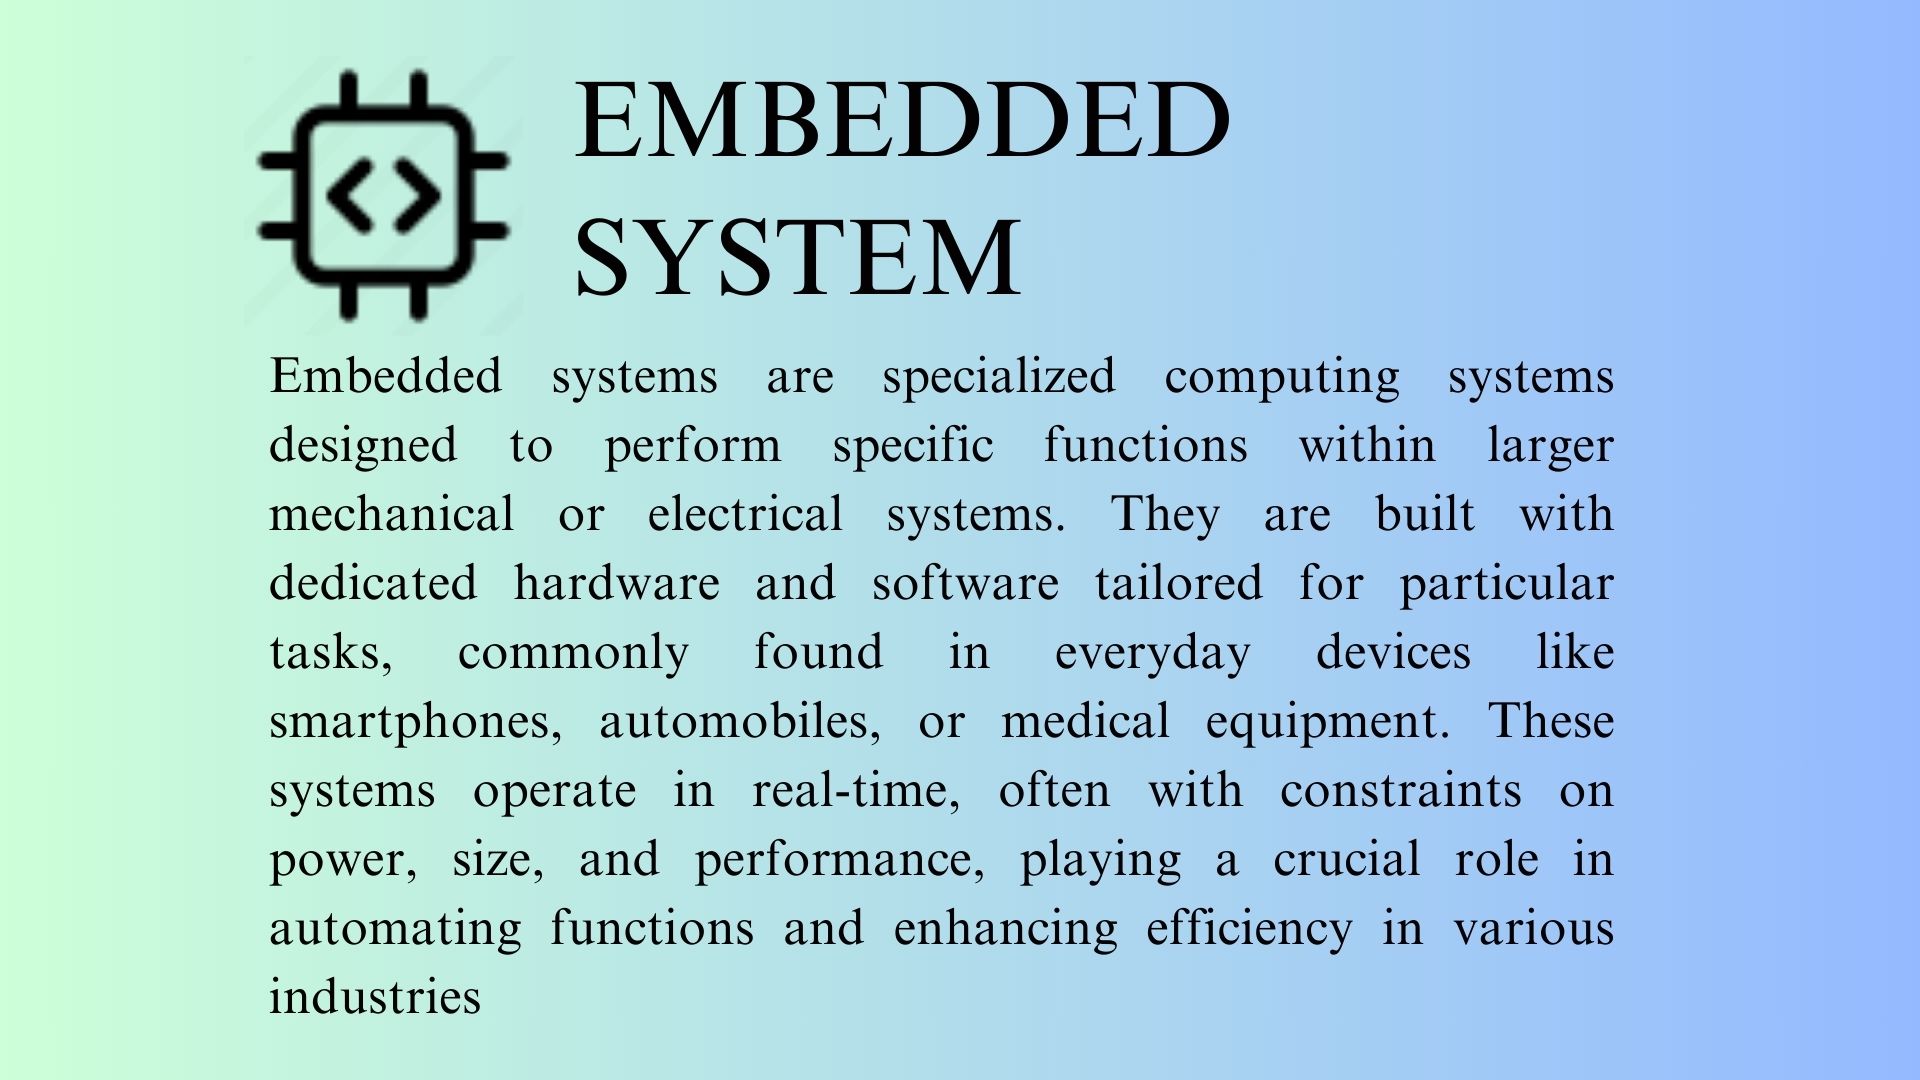 EMBEDDED
SYSTEM
Embedded systems are specialized computing systems
designed to perform specific functions within larger
mechanical or electrical systems. They are built with
dedicated hardware and software tailored for particular
tasks, commonly found in everyday devices like
smartphones, automobiles, or medical equipment. These
systems operate in real-time, often with constraints on
power, size, and performance, playing a crucial role in
automating functions and enhancing efficiency in various
industries